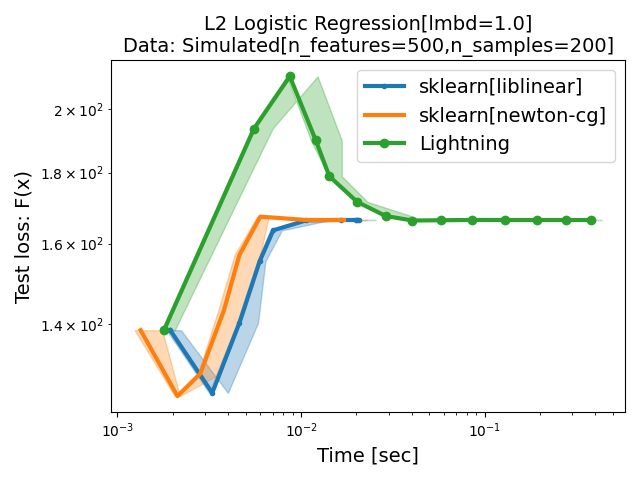 L2 Logistic Regression[lmbd=1.0]
Data: Simulated[n_features=500,n_samples=200]
sklearn[liblinear]
sklearn[newton-cg]
Lightning
Test loss: F(x)
2 × 10²
1.8 × 10²
1.6 × 10²
1.4 × 10²
10⁻³
10⁻²
10⁻¹
Time [sec]